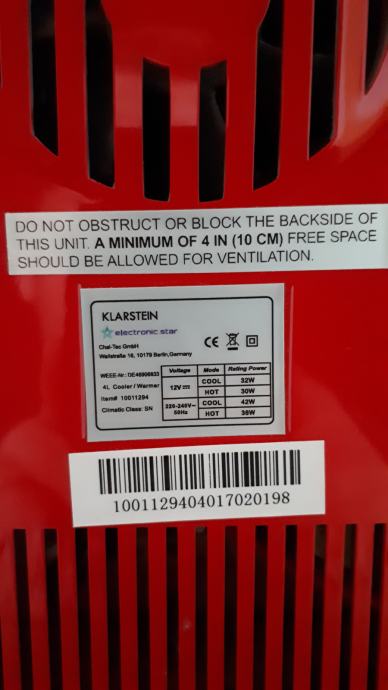 DO NOT OBSTRUCT OR BLOCK THE BACKSIDE OF
THIS UNIT. A MINIMUM OF 4 IN (10 CM) FREE SPACE
SHOULD BE ALLOWED FOR VENTILATION.
KLARSTEIN
electronic star
Chal-Tec GmbH
Wallstraße 16, 10179 Berlin,Germany
CE
WEEE-Nr.: DE46906833
4L Cooler / Warmer
Item# 10011294
Climatic Class: SN
Voltage Mode Rating Power
12V⎓ COOL 32W
HOT 30W
220-240V~ 50Hz COOL 42W
HOT 36W
1001129404017020198